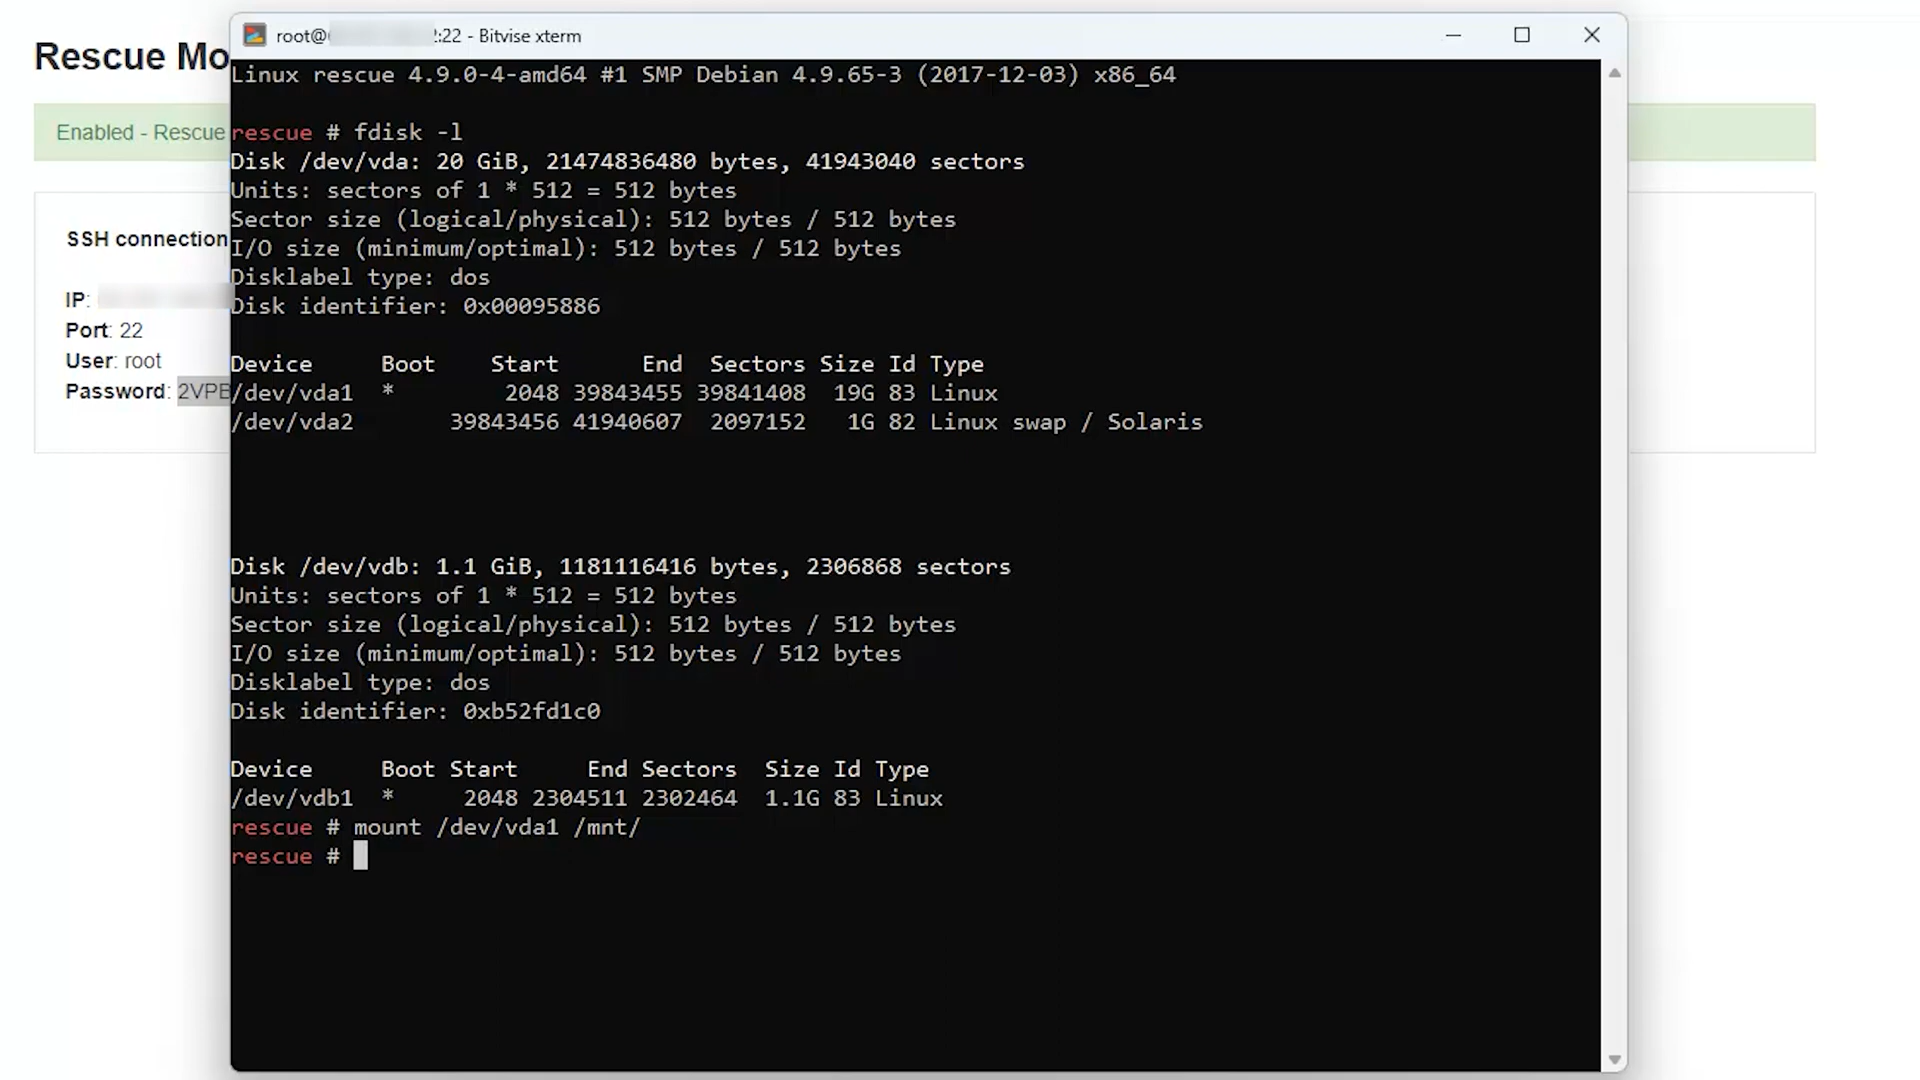 Rescue Mo
Enabled - Rescue
SSH connection
IP:
Port: 22
User: root
Password: 2VPB
root@ :22 - Bitvise xterm
Linux rescue 4.9.0-4-amd64 #1 SMP Debian 4.9.65-3 (2017-12-03) x86_64
rescue # fdisk -l
Disk /dev/vda: 20 GiB, 21474836480 bytes, 41943040 sectors
Units: sectors of 1 * 512 = 512 bytes
Sector size (logical/physical): 512 bytes / 512 bytes
I/O size (minimum/optimal): 512 bytes / 512 bytes
Disklabel type: dos
Disk identifier: 0x00095886
Device Boot Start End Sectors Size Id Type
/dev/vda1 * 2048 39843455 39841408 19G 83 Linux
/dev/vda2 39843456 41940607 2097152 1G 82 Linux swap / Solaris
Disk /dev/vdb: 1.1 GiB, 1181116416 bytes, 2306868 sectors
Units: sectors of 1 * 512 = 512 bytes
Sector size (logical/physical): 512 bytes / 512 bytes
I/O size (minimum/optimal): 512 bytes / 512 bytes
Disklabel type: dos
Disk identifier: 0xb52fd1c0
Device Boot Start End Sectors Size Id Type
/dev/vdb1 * 2048 2304511 2302464 1.1G 83 Linux
rescue # mount /dev/vda1 /mnt/
rescue #